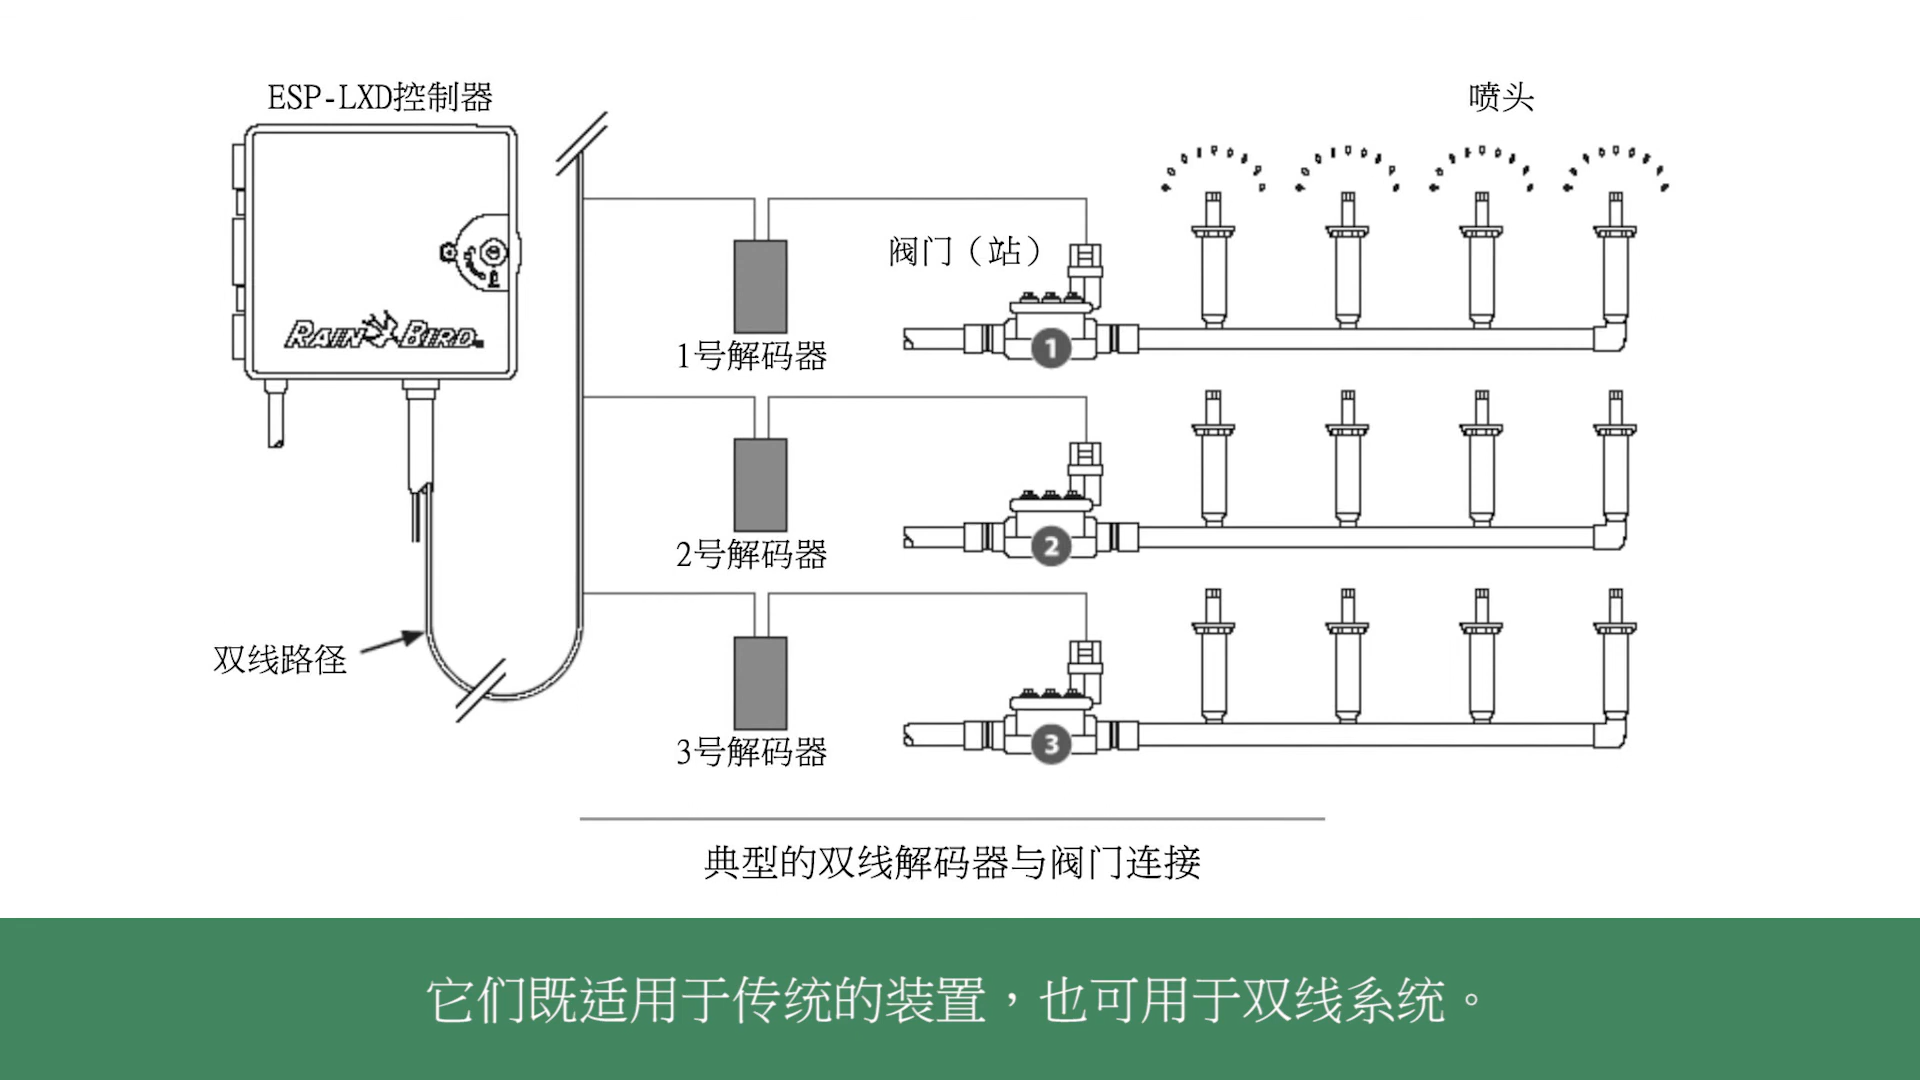 ESP-LXD控制器
喷头
阀门（站）
RAIN BIRD
1号解码器
1
2号解码器
2
双线路径
3号解码器
3
典型的双线解码器与阀门连接
它们既适用于传统的装置，也可用于双线系统。